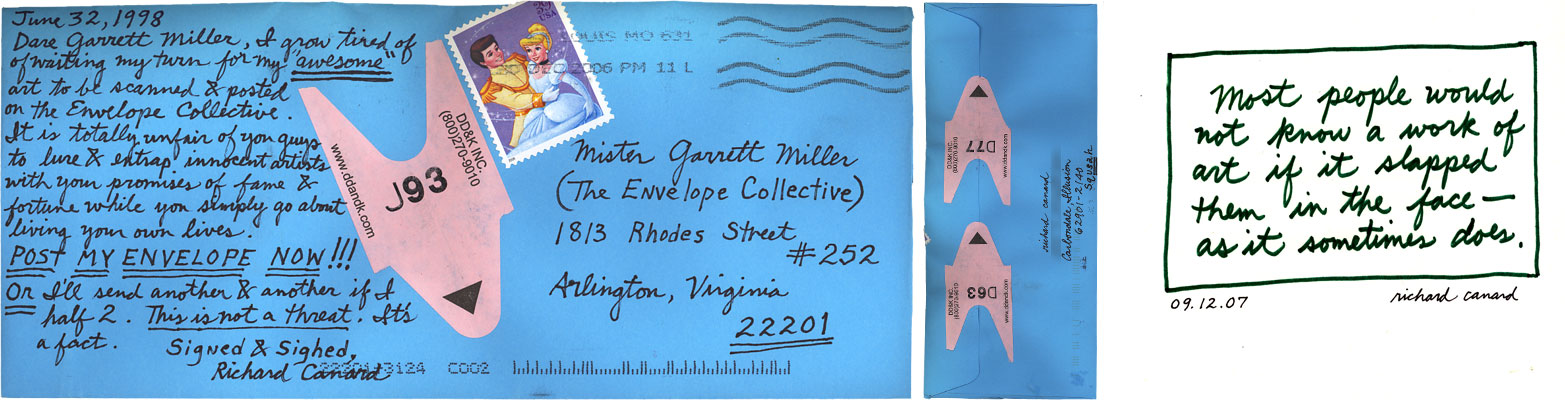 June 32, 1998
Dare Garrett Miller, I grow tired of
of waiting my turn for my "awesome"
art to be scanned & posted
on the Envelope Collective.
It is totally unfair of you guys
to lure & entrap innocent artists
with your promises of fame &
fortune while you simply go about
living your own lives.
POST MY ENVELOPE NOW!!!
Or I'll send another & another if I
half 2. This is not a threat. It's
a fact.
Signed & Sighed,
Richard Canard
3124 C002
www.ddandk.com
J93
DD&K INC.
(800)270-9010
USA
LOUIS MO 631
DEC 2006 PM 11 L
Mister Garrett Miller
(The Envelope Collective)
1813 Rhodes Street
#252
Arlington, Virginia
22201
DD&K INC.
(800)270-9010
D77
www.ddandk.com
DD&K INC.
(800)270-9010
D63
www.ddandk.com
richard canard
Carbondale, Illusion
62901-2140
Most people would
not know a work of
art if it slapped
them in the face—
as it sometimes does.
09.12.07
richard canard